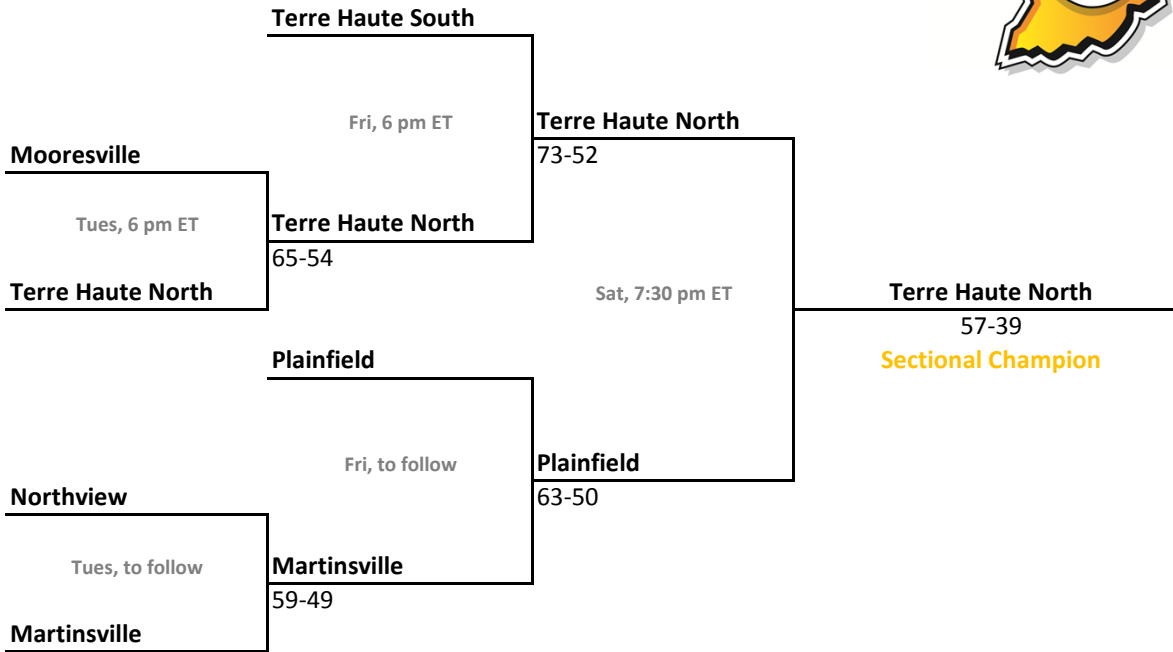 Terre Haute South
Fri, 6 pm ET
Terre Haute North
73-52
Mooresville
Tues, 6 pm ET
Terre Haute North
65-54
Terre Haute North
Sat, 7:30 pm ET
Terre Haute North
57-39
Sectional Champion
Plainfield
Fri, to follow
Plainfield
63-50
Northview
Tues, to follow
Martinsville
59-49
Martinsville